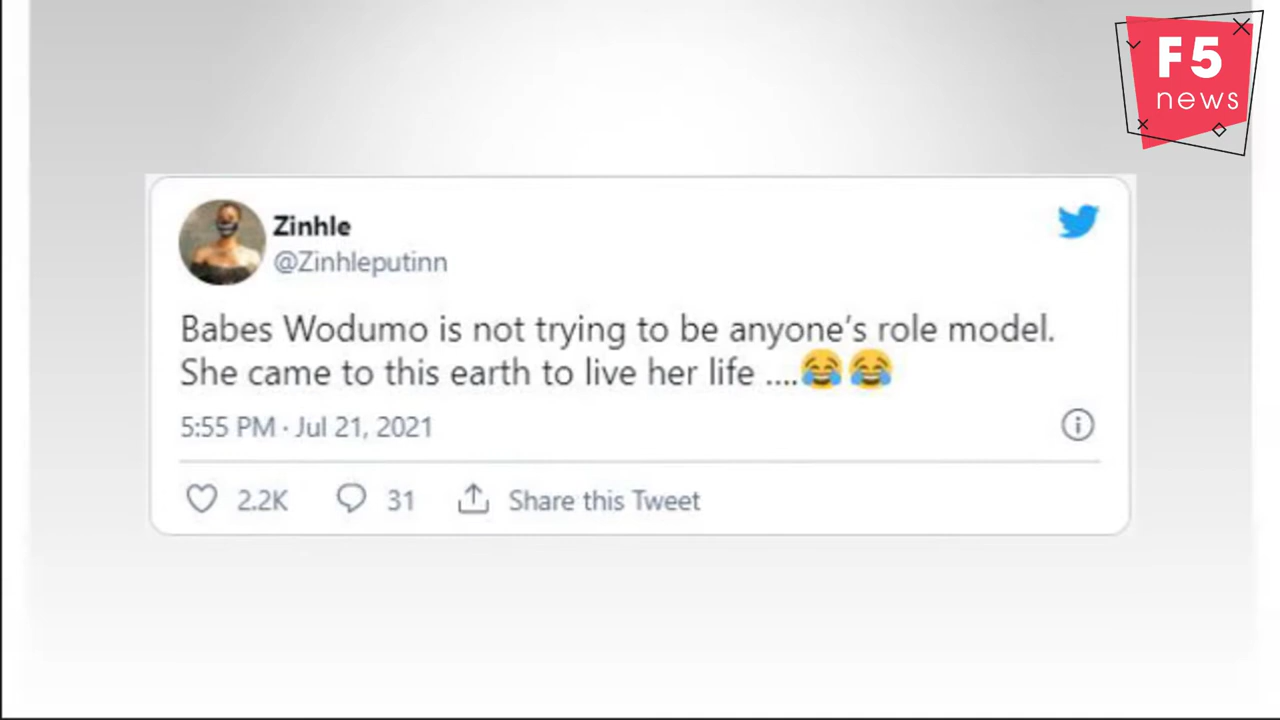 F5
news
Zinhle
@Zinhleputinn
Babes Wodumo is not trying to be anyone’s role model.
She came to this earth to live her life ....😂😂
5:55 PM · Jul 21, 2021
2.2K 31 Share this Tweet